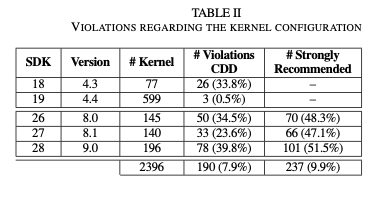 TABLE II
VIOLATIONS REGARDING THE KERNEL CONFIGURATION
SDK Version # Kernel # Violations CDD # Strongly Recommended
18 4.3 77 26 (33.8%) –
19 4.4 599 3 (0.5%) –
26 8.0 145 50 (34.5%) 70 (48.3%)
27 8.1 140 33 (23.6%) 66 (47.1%)
28 9.0 196 78 (39.8%) 101 (51.5%)
2396 190 (7.9%) 237 (9.9%)